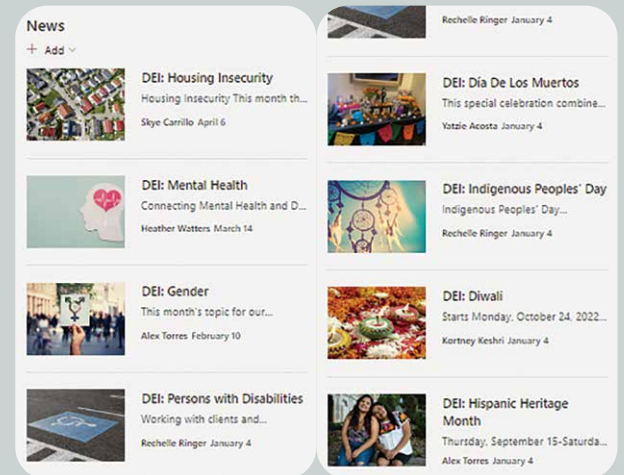 News
+ Add
DEI: Housing Insecurity
Housing Insecurity This month th...
Skye Carrillo April 6
DEI: Mental Health
Connecting Mental Health and D...
Heather Watters March 14
DEI: Gender
This month's topic for our...
Alex Torres February 10
DEI: Persons with Disabilities
Working with clients and...
Rechelle Ringer January 4
Rechelle Ringer January 4
DEI: Día De Los Muertos
This special celebration combine...
Yatzie Acosta January 4
DEI: Indigenous Peoples' Day
Indigenous Peoples' Day...
Rechelle Ringer January 4
DEI: Diwali
Starts Monday, October 24, 2022...
Kortney Keshri January 4
DEI: Hispanic Heritage
Month
Thursday, September 15-Saturda...
Alex Torres January 4